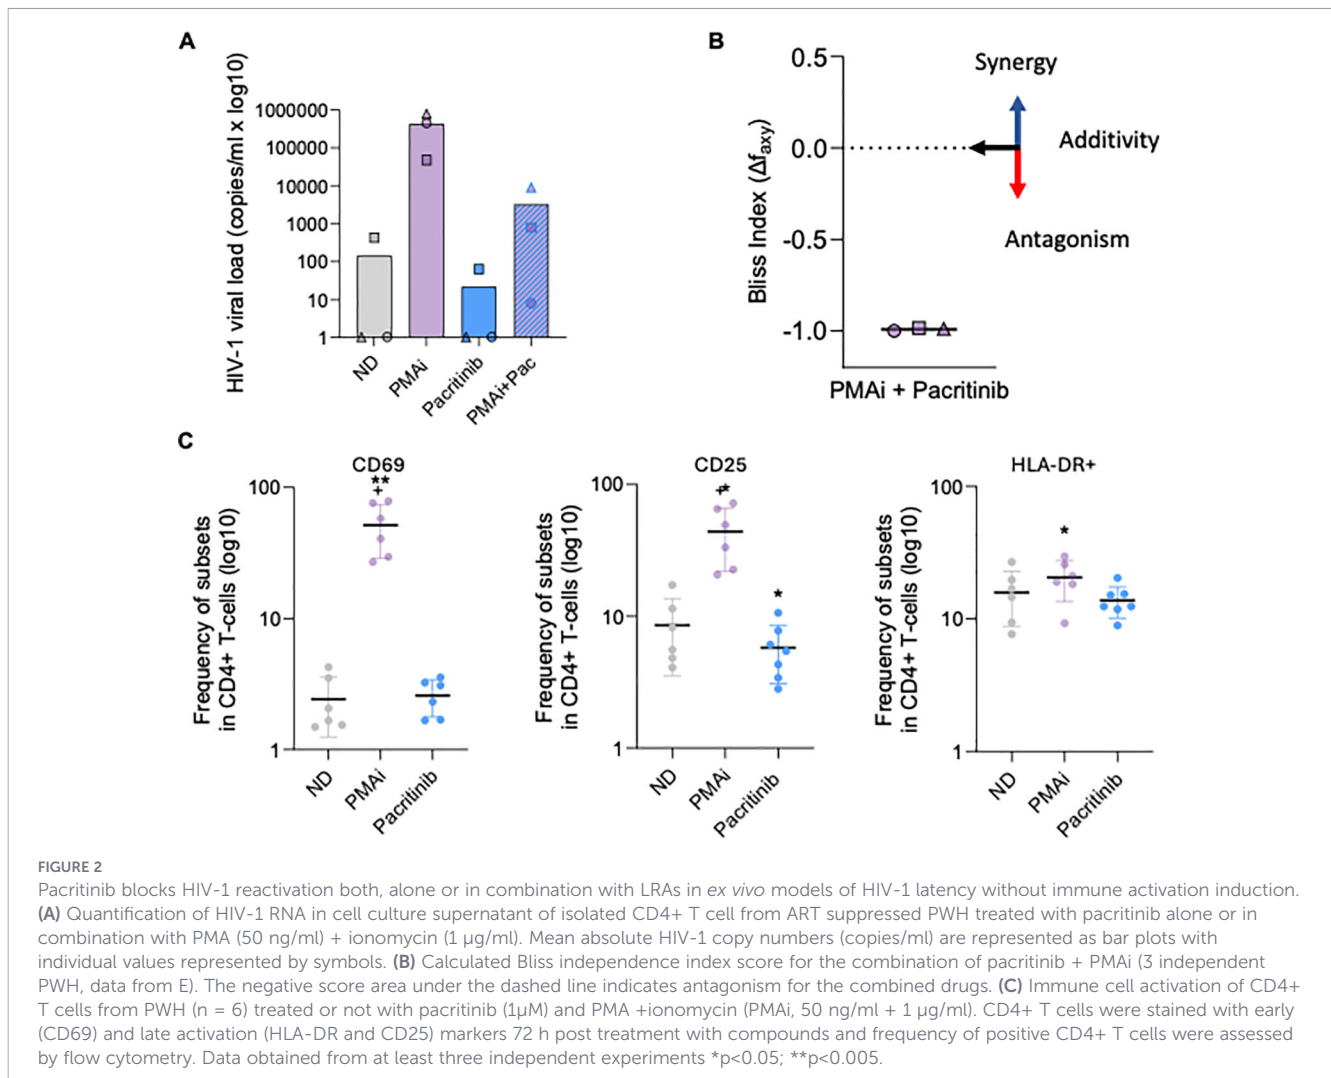 A
HIV-1 viral load (copies/ml x log10)
1000000
100000
10000
1000
100
10
1
ND
PMAi
Pacritinib
PMAi+Pac
B
Bliss Index (Δfaxy)
0.5
0.0
-0.5
-1.0
Synergy
Additivity
Antagonism
PMAi + Pacritinib
C
CD69
Frequency of subsets
in CD4+ T-cells (log10)
100
10
1
**
+
ND
PMAi
Pacritinib
CD25
Frequency of subsets
in CD4+ T-cells (log10)
100
10
1
+*
*
ND
PMAi
Pacritinib
HLA-DR+
Frequency of subsets
in CD4+ T-cells (log10)
100
10
1
*
ND
PMAi
Pacritinib
FIGURE 2
Pacritinib blocks HIV-1 reactivation both, alone or in combination with LRAs in ex vivo models of HIV-1 latency without immune activation induction.
(A) Quantification of HIV-1 RNA in cell culture supernatant of isolated CD4+ T cell from ART suppressed PWH treated with pacritinib alone or in
combination with PMA (50 ng/ml) + ionomycin (1 µg/ml). Mean absolute HIV-1 copy numbers (copies/ml) are represented as bar plots with
individual values represented by symbols. (B) Calculated Bliss independence index score for the combination of pacritinib + PMAi (3 independent
PWH, data from E). The negative score area under the dashed line indicates antagonism for the combined drugs. (C) Immune cell activation of CD4+
T cells from PWH (n = 6) treated or not with pacritinib (1µM) and PMA +ionomycin (PMAi, 50 ng/ml + 1 µg/ml). CD4+ T cells were stained with early
(CD69) and late activation (HLA-DR and CD25) markers 72 h post treatment with compounds and frequency of positive CD4+ T cells were assessed
by flow cytometry. Data obtained from at least three independent experiments *p<0.05; **p<0.005.